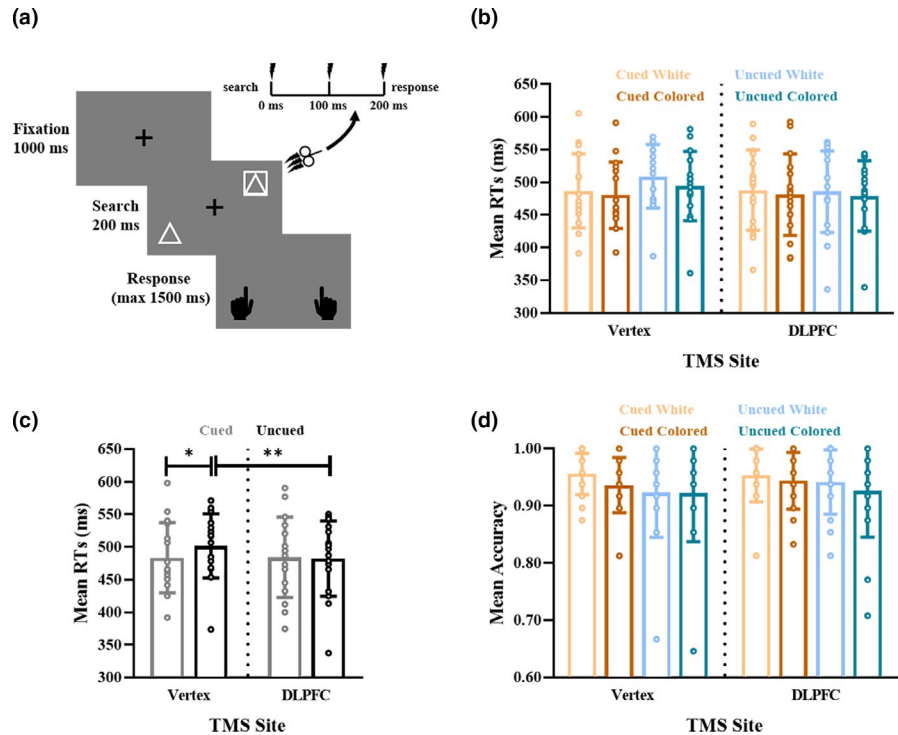 (a)
search
response
0 ms 100 ms 200 ms
Fixation
1000 ms
Search
200 ms
Response
(max 1500 ms)
(b)
Cued White Uncued White
Cued Colored Uncued Colored
Mean RTs (ms)
650
600
550
500
450
400
350
300
Vertex DLPFC
TMS Site
(c)
Cued Uncued
* **
Mean RTs (ms)
650
600
550
500
450
400
350
300
Vertex DLPFC
TMS Site
(d)
Cued White Uncued White
Cued Colored Uncued Colored
Mean Accuracy
1.00
0.90
0.80
0.70
0.60
Vertex DLPFC
TMS Site